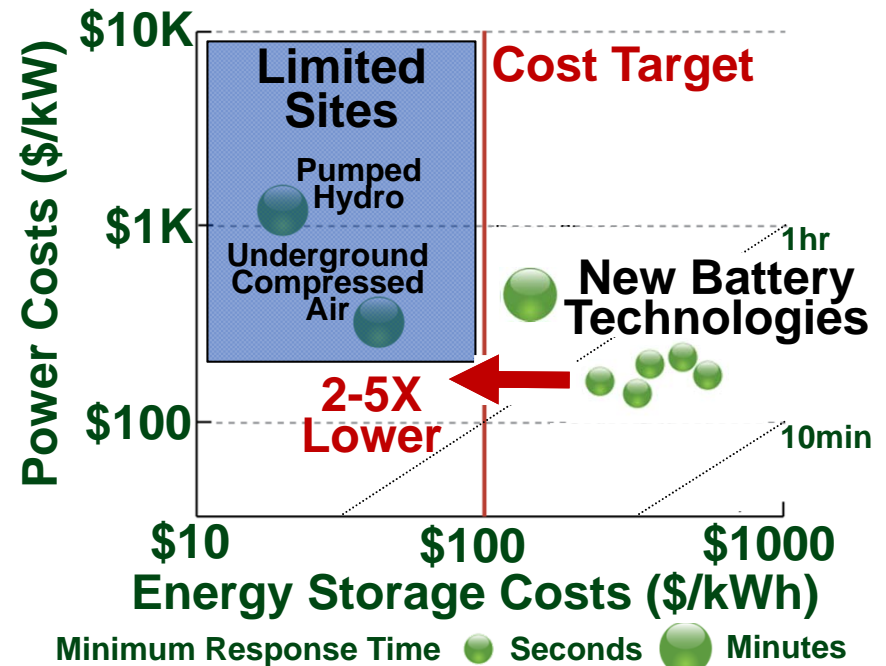 $10K
Limited
Sites
Cost Target
Pumped
Hydro
$1K
Underground
Compressed
Air
1hr
New Battery
Technologies
2-5X
Lower
$100
10min
Power Costs ($/kW)
$10
$100
$1000
Energy Storage Costs ($/kWh)
Minimum Response Time Seconds Minutes